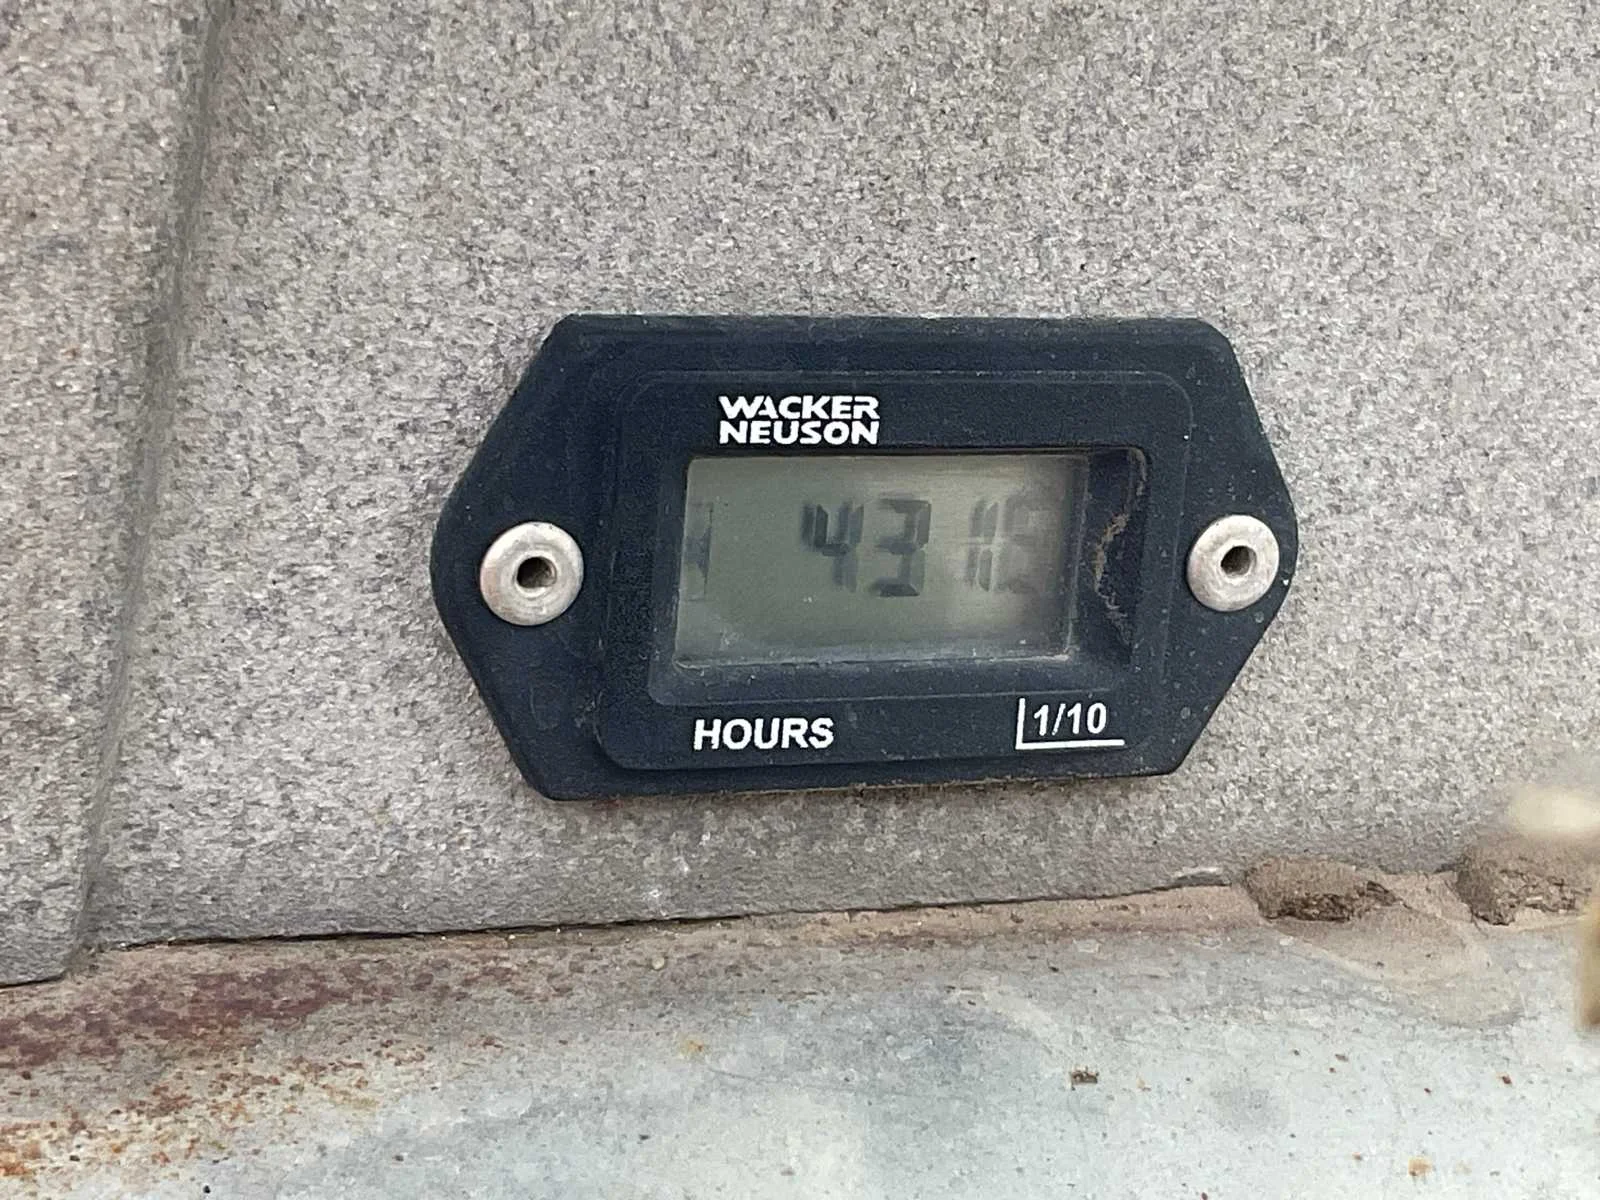 WACKER
NEUSON
43
HOURS 1/10